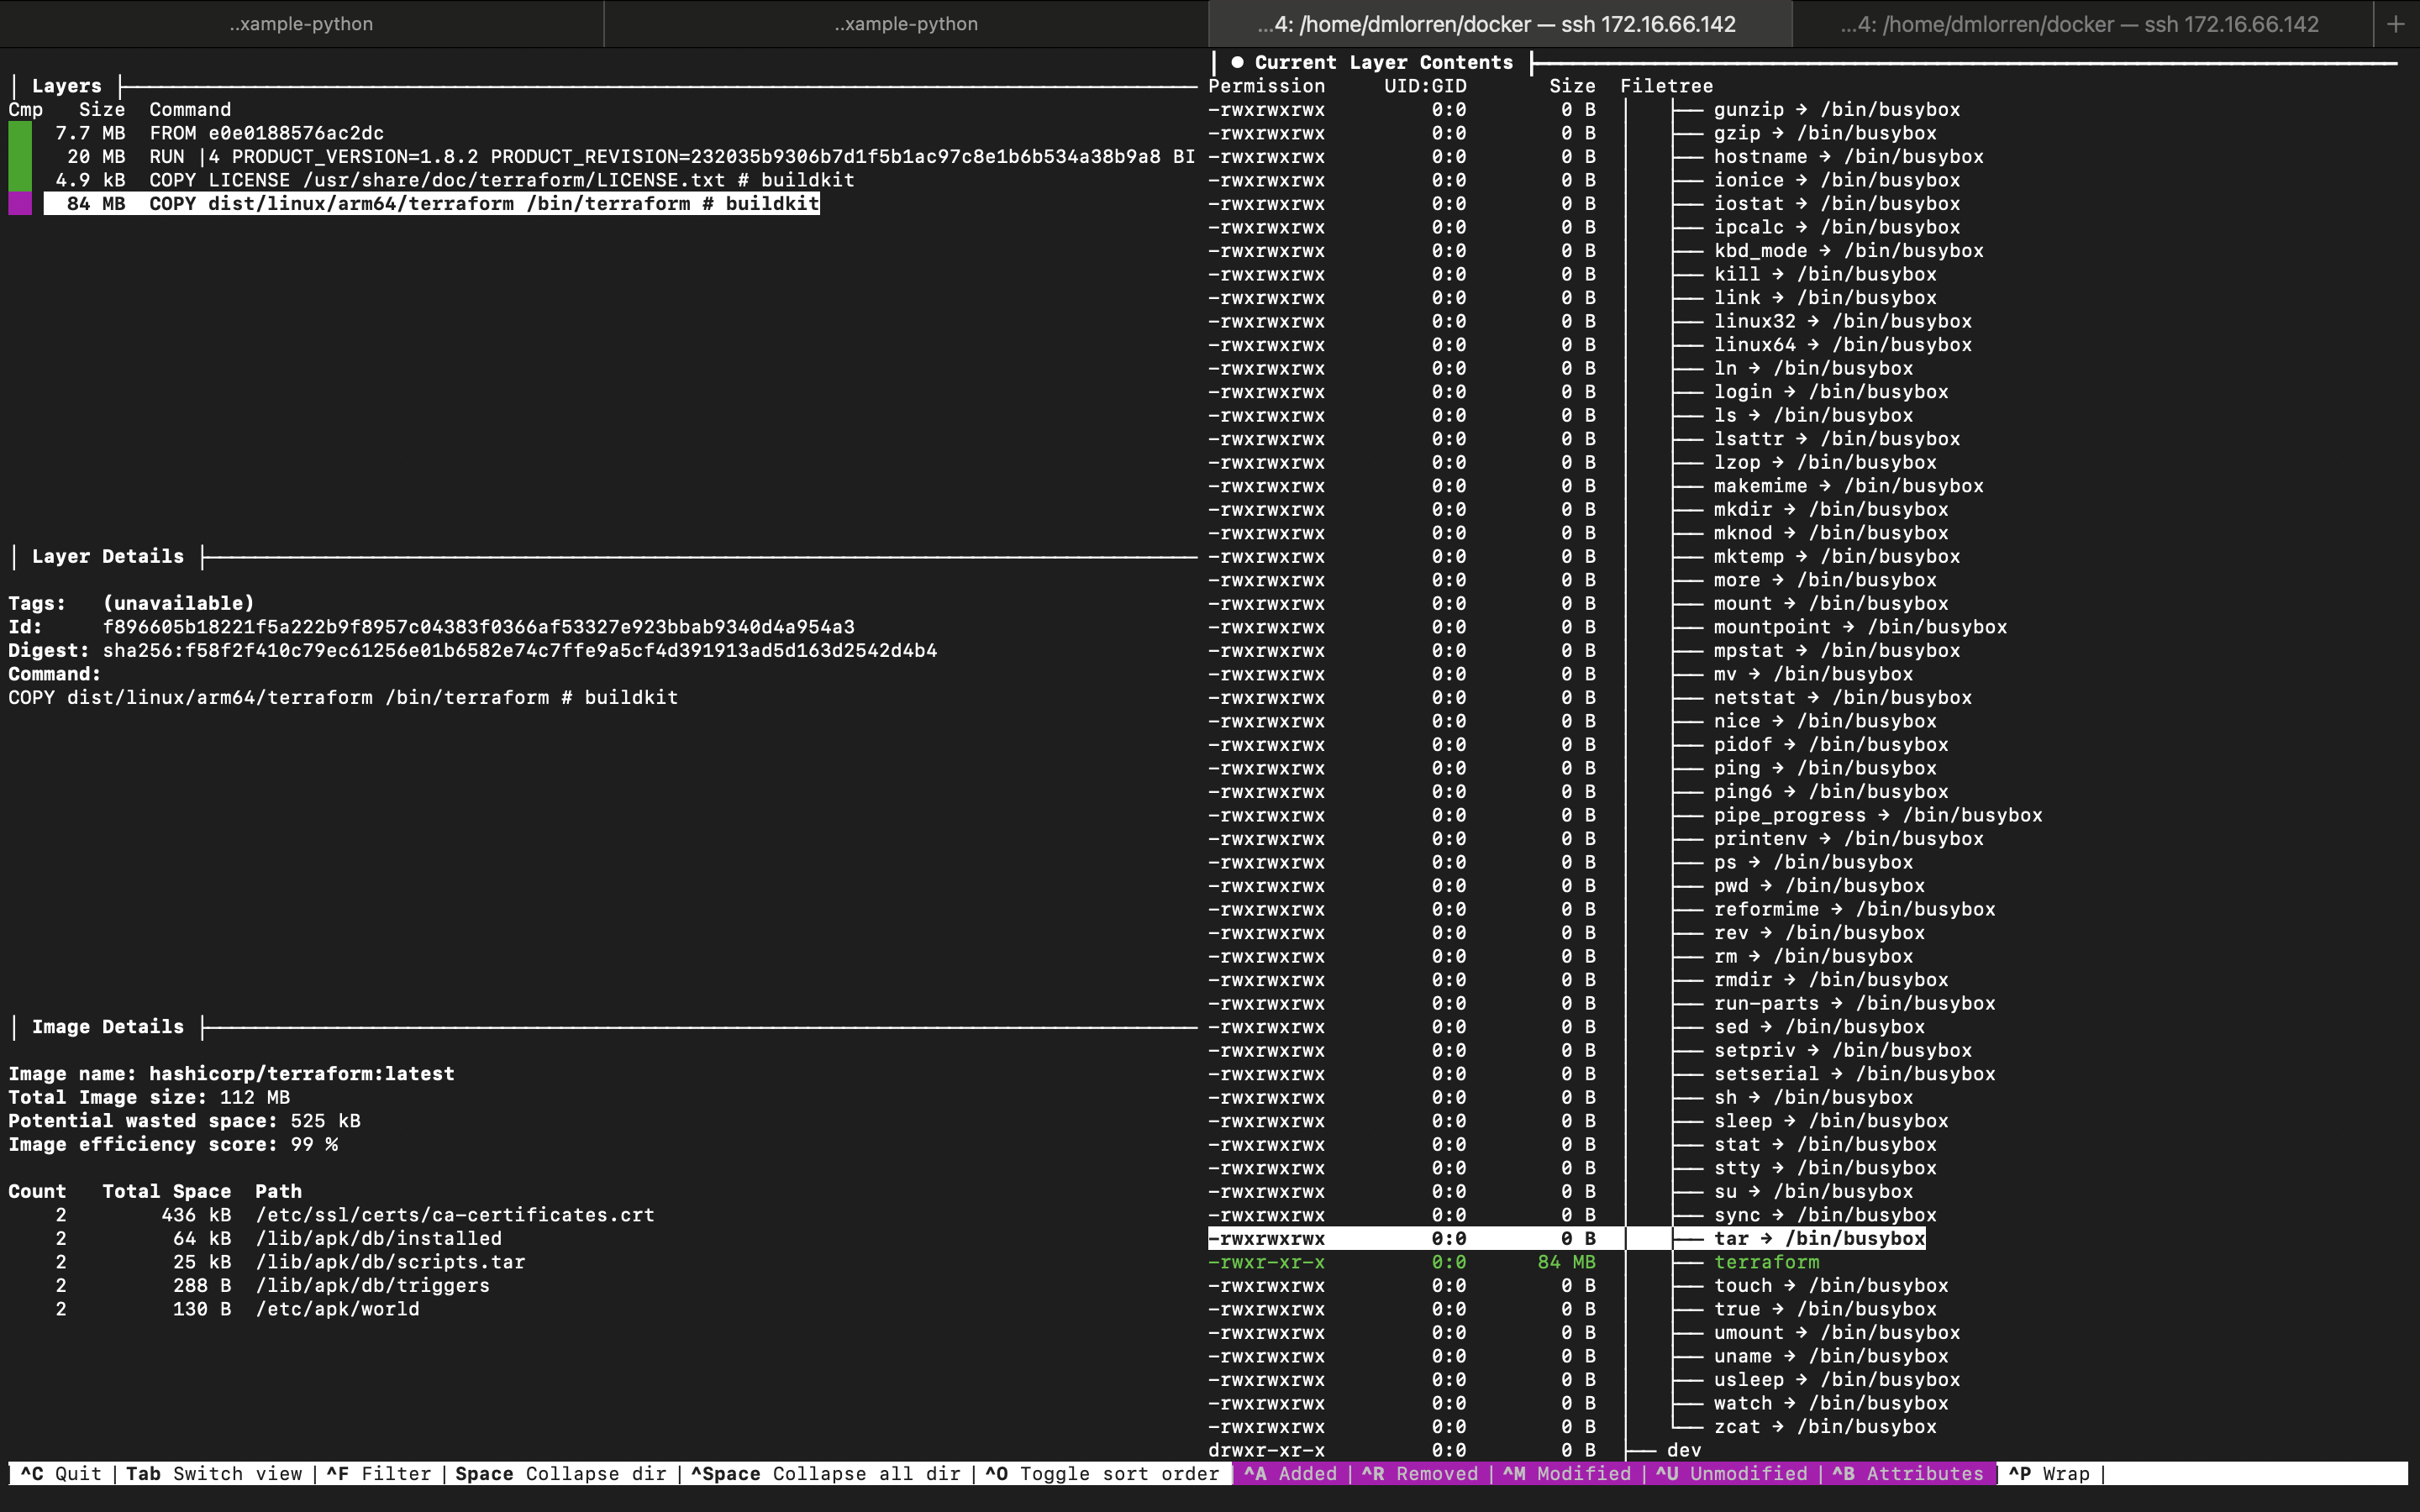 ..xample-python
..xample-python
...4: /home/dmlorren/docker — ssh 172.16.66.142
...4: /home/dmlorren/docker — ssh 172.16.66.142
+
Layers
Cmp Size Command
7.7 MB FROM e0e0188576ac2dc
20 MB RUN |4 PRODUCT_VERSION=1.8.2 PRODUCT_REVISION=232035b9306b7d1f5b1ac97c8e1b6b534a38b9a8 BI
4.9 kB COPY LICENSE /usr/share/doc/terraform/LICENSE.txt # buildkit
84 MB COPY dist/linux/arm64/terraform /bin/terraform # buildkit
Layer Details
Tags: (unavailable)
Id: f896605b18221f5a222b9f8957c04383f0366af53327e923bbab9340d4a954a3
Digest: sha256:f58f2f410c79ec61256e01b6582e74c7ffe9a5cf4d391913ad5d163d2542d4b4
Command:
COPY dist/linux/arm64/terraform /bin/terraform # buildkit
Image Details
Image name: hashicorp/terraform:latest
Total Image size: 112 MB
Potential wasted space: 525 kB
Image efficiency score: 99 %
Count Total Space Path
2 436 kB /etc/ssl/certs/ca-certificates.crt
2 64 kB /lib/apk/db/installed
2 25 kB /lib/apk/db/scripts.tar
2 288 B /lib/apk/db/triggers
2 130 B /etc/apk/world
● Current Layer Contents
Permission UID:GID Size Filetree
-rwxrwxrwx 0:0 0 B ├── gunzip → /bin/busybox
-rwxrwxrwx 0:0 0 B ├── gzip → /bin/busybox
-rwxrwxrwx 0:0 0 B ├── hostname → /bin/busybox
-rwxrwxrwx 0:0 0 B ├── ionice → /bin/busybox
-rwxrwxrwx 0:0 0 B ├── iostat → /bin/busybox
-rwxrwxrwx 0:0 0 B ├── ipcalc → /bin/busybox
-rwxrwxrwx 0:0 0 B ├── kbd_mode → /bin/busybox
-rwxrwxrwx 0:0 0 B ├── kill → /bin/busybox
-rwxrwxrwx 0:0 0 B ├── link → /bin/busybox
-rwxrwxrwx 0:0 0 B ├── linux32 → /bin/busybox
-rwxrwxrwx 0:0 0 B ├── linux64 → /bin/busybox
-rwxrwxrwx 0:0 0 B ├── ln → /bin/busybox
-rwxrwxrwx 0:0 0 B ├── login → /bin/busybox
-rwxrwxrwx 0:0 0 B ├── ls → /bin/busybox
-rwxrwxrwx 0:0 0 B ├── lsattr → /bin/busybox
-rwxrwxrwx 0:0 0 B ├── lzop → /bin/busybox
-rwxrwxrwx 0:0 0 B ├── makemime → /bin/busybox
-rwxrwxrwx 0:0 0 B ├── mkdir → /bin/busybox
-rwxrwxrwx 0:0 0 B ├── mknod → /bin/busybox
-rwxrwxrwx 0:0 0 B ├── mktemp → /bin/busybox
-rwxrwxrwx 0:0 0 B ├── more → /bin/busybox
-rwxrwxrwx 0:0 0 B ├── mount → /bin/busybox
-rwxrwxrwx 0:0 0 B ├── mountpoint → /bin/busybox
-rwxrwxrwx 0:0 0 B ├── mpstat → /bin/busybox
-rwxrwxrwx 0:0 0 B ├── mv → /bin/busybox
-rwxrwxrwx 0:0 0 B ├── netstat → /bin/busybox
-rwxrwxrwx 0:0 0 B ├── nice → /bin/busybox
-rwxrwxrwx 0:0 0 B ├── pidof → /bin/busybox
-rwxrwxrwx 0:0 0 B ├── ping → /bin/busybox
-rwxrwxrwx 0:0 0 B ├── ping6 → /bin/busybox
-rwxrwxrwx 0:0 0 B ├── pipe_progress → /bin/busybox
-rwxrwxrwx 0:0 0 B ├── printenv → /bin/busybox
-rwxrwxrwx 0:0 0 B ├── ps → /bin/busybox
-rwxrwxrwx 0:0 0 B ├── pwd → /bin/busybox
-rwxrwxrwx 0:0 0 B ├── reformime → /bin/busybox
-rwxrwxrwx 0:0 0 B ├── rev → /bin/busybox
-rwxrwxrwx 0:0 0 B ├── rm → /bin/busybox
-rwxrwxrwx 0:0 0 B ├── rmdir → /bin/busybox
-rwxrwxrwx 0:0 0 B ├── run-parts → /bin/busybox
-rwxrwxrwx 0:0 0 B ├── sed → /bin/busybox
-rwxrwxrwx 0:0 0 B ├── setpriv → /bin/busybox
-rwxrwxrwx 0:0 0 B ├── setserial → /bin/busybox
-rwxrwxrwx 0:0 0 B ├── sh → /bin/busybox
-rwxrwxrwx 0:0 0 B ├── sleep → /bin/busybox
-rwxrwxrwx 0:0 0 B ├── stat → /bin/busybox
-rwxrwxrwx 0:0 0 B ├── stty → /bin/busybox
-rwxrwxrwx 0:0 0 B ├── su → /bin/busybox
-rwxrwxrwx 0:0 0 B ├── sync → /bin/busybox
-rwxrwxrwx 0:0 0 B ├── tar → /bin/busybox
-rwxr-xr-x 0:0 84 MB ├── terraform
-rwxrwxrwx 0:0 0 B ├── touch → /bin/busybox
-rwxrwxrwx 0:0 0 B ├── true → /bin/busybox
-rwxrwxrwx 0:0 0 B ├── umount → /bin/busybox
-rwxrwxrwx 0:0 0 B ├── uname → /bin/busybox
-rwxrwxrwx 0:0 0 B ├── usleep → /bin/busybox
-rwxrwxrwx 0:0 0 B ├── watch → /bin/busybox
-rwxrwxrwx 0:0 0 B └── zcat → /bin/busybox
drwxr-xr-x 0:0 0 B ├── dev
^C Quit | Tab Switch view | ^F Filter | Space Collapse dir | ^Space Collapse all dir | ^O Toggle sort order | ^A Added | ^R Removed | ^M Modified | ^U Unmodified | ^B Attributes | ^P Wrap |